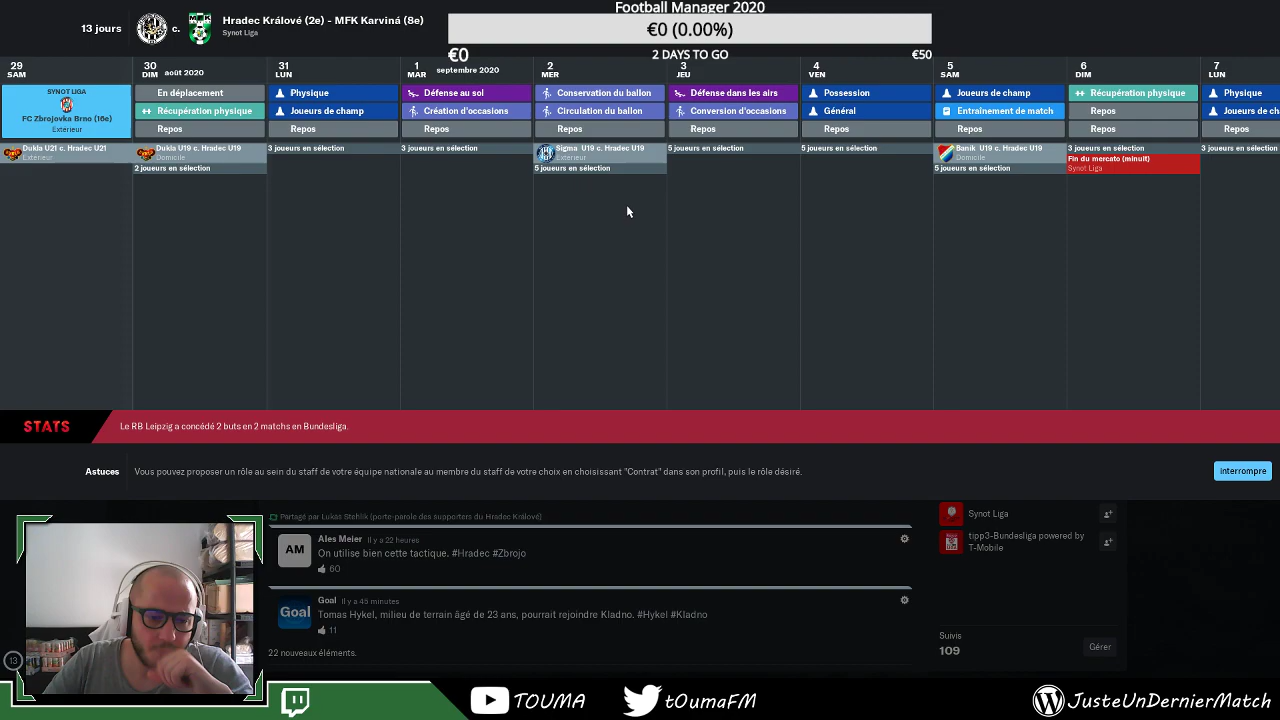 Football Manager 2020
13 jours
c.
Hradec Králové (2e) - MFK Karviná (8e)
Synot Liga
€0 (0.00%)
€0
2 DAYS TO GO
€50
29
SAM
30
DIM
août 2020
31
LUN
1
MAR
septembre 2020
2
MER
3
JEU
4
VEN
5
SAM
6
DIM
7
LUN
SYNOT LIGA
FC Zbrojovka Brno (16e)
Extérieur
En déplacement
Récupération physique
Repos
Physique
Joueurs de champ
Repos
Défense au sol
Création d'occasions
Repos
Conservation du ballon
Circulation du ballon
Repos
Défense dans les airs
Conversion d'occasions
Repos
Possession
Général
Repos
Joueurs de champ
Entraînement de match
Repos
Récupération physique
Repos
Repos
Physique
Joueurs de ch
Repos
Dukla U21 c. Hradec U21
Extérieur
Dukla U19 c. Hradec U19
Domicile
2 joueurs en sélection
3 joueurs en sélection
3 joueurs en sélection
Sigma U19 c. Hradec U19
Extérieur
5 joueurs en sélection
5 joueurs en sélection
5 joueurs en sélection
Baník U19 c. Hradec U19
Domicile
5 joueurs en sélection
3 joueurs en sélection
Fin du mercato (minuit)
Synot Liga
3 joueurs en sélection
STATS
Le RB Leipzig a concédé 2 buts en 2 matchs en Bundesliga.
Astuces
Vous pouvez proposer un rôle au sein du staff de votre équipe nationale au membre du staff de votre choix en choisissant "Contrat" dans son profil, puis le rôle désiré.
Interrompre
Partagé par Lukas Stehlik (porte-parole des supporters du Hradec Králové)
AM
Ales Meier Il y a 22 heures
On utilise bien cette tactique. #Hradec #Zbrojo
60
Goal
Goal Il y a 45 minutes
Tomas Hykel, milieu de terrain âgé de 23 ans, pourrait rejoindre Kladno. #Hykel #Kladno
11
22 nouveaux éléments.
Synot Liga
tipp3-Bundesliga powered by
T-Mobile
Suivis
109
Gérer
13
TOUMA
tOumaFM
JusteUnDernierMatch